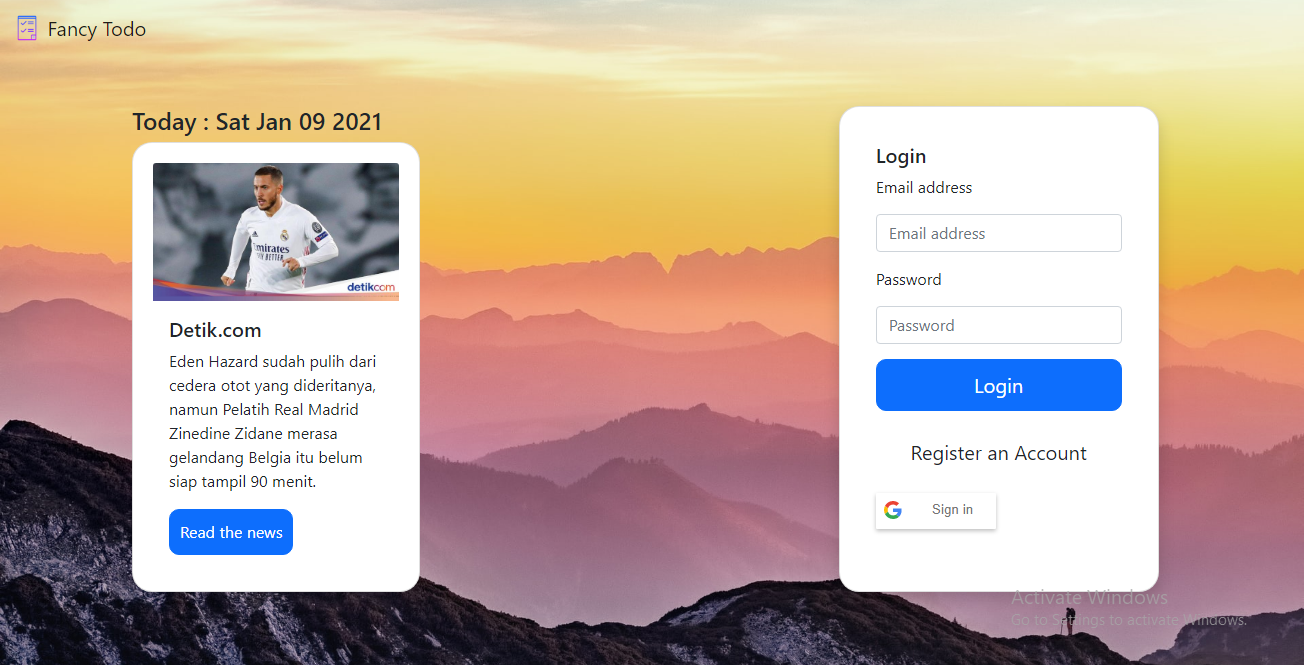 Fancy Todo
Today : Sat Jan 09 2021
Emirates
FLY BETTER
detikcom
Detik.com
Eden Hazard sudah pulih dari
cedera otot yang dideritanya,
namun Pelatih Real Madrid
Zinedine Zidane merasa
gelandang Belgia itu belum
siap tampil 90 menit.
Read the news
Login
Email address
Email address
Password
Password
Login
Register an Account
G
Sign in
Activate Windows
Go to Settings to activate Windows.